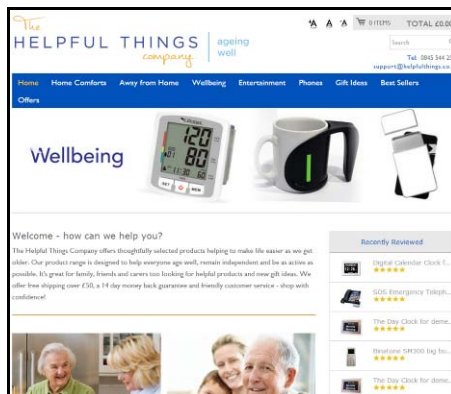 The
HELPFUL THINGS
company
ageing
well
A A A
0 ITEMS TOTAL £0.00
Search
Tel: 0845 544
Home Home Comforts Away from Home Wellbeing Entertainment Phones Gift Ideas Best Sellers
Offers
Wellbeing
120
80
SET MEM
Welcome - how can we help you?
The Helpful Things Company offers thoughtfully selected products helping to make life easier as we get
older. Our product range is designed to help everyone age well, remain independent and be as active as
possible. It's great for family, friends and carers too looking for helpful products and new gift ideas. We
offer free shipping over £50, a 14 day money back guarantee and friendly customer service - shop with
confidence!
Recently Reviewed
Digital Calendar Clock f...
SOS Emergency Teleph...
The Day Clock for deme...
Binatone SM300 big bu...
The Day Clock for deme...